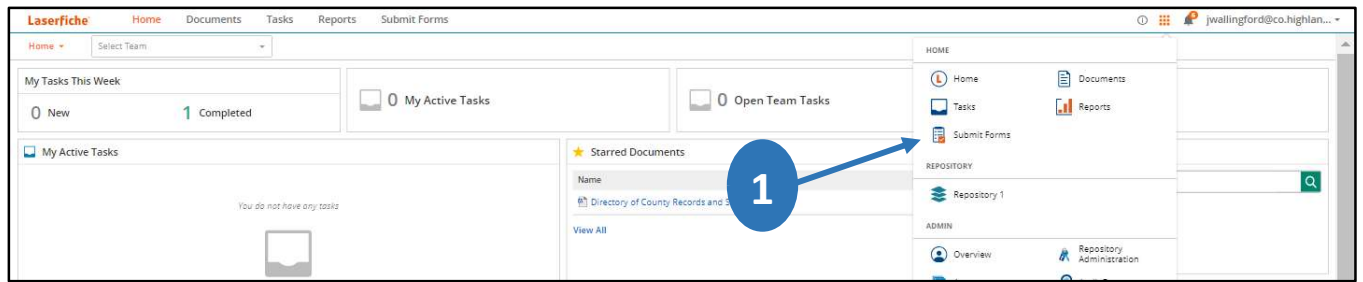 Laserfiche Home Documents Tasks Reports Submit Forms jwallingford@co.highlan...
Home Select Team
My Tasks This Week
0 New 1 Completed
0 My Active Tasks
0 Open Team Tasks
My Active Tasks
You do not have any tasks
Starred Documents
Name
Directory of County Records and S
View All
1
HOME
Home Documents
Tasks Reports
Submit Forms
REPOSITORY
Repository 1
ADMIN
Overview Repository
Administration